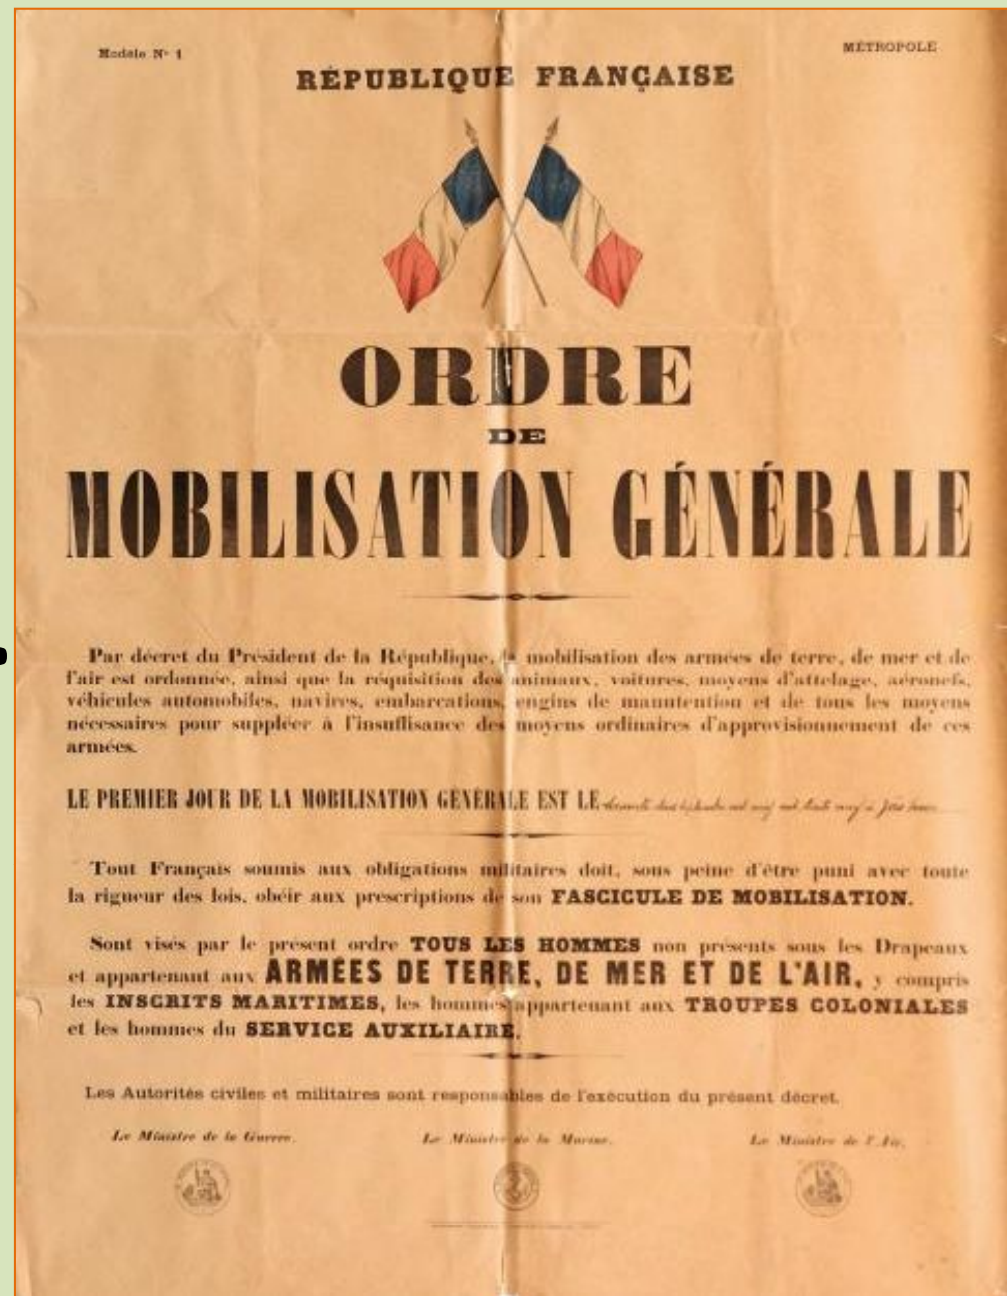 Modèle N° 1
MÉTROPOLE
RÉPUBLIQUE FRANÇAISE
ORDRE
DE
MOBILISATION GÉNÉRALE
Par décret du Président de la République, la mobilisation des armées de terre, de mer et de
l'air est ordonnée, ainsi que la réquisition des animaux, voitures, moyens d'attelage, aéronefs,
véhicules automobiles, navires, embarcations, engins de manutention et de tous les moyens
nécessaires pour suppléer à l'insuffisance des moyens ordinaires d'approvisionnement de ces
armées.
LE PREMIER JOUR DE LA MOBILISATION GÉNÉRALE EST LE
Tout Français soumis aux obligations militaires doit, sous peine d'être puni avec toute
la rigueur des lois, obéir aux prescriptions de son FASCICULE DE MOBILISATION.
Sont visés par le présent ordre TOUS LES HOMMES non présents sous les Drapeaux
et appartenant aux ARMÉES DE TERRE, DE MER ET DE L'AIR, y compris
les INSCRITS MARITIMES, les hommes appartenant aux TROUPES COLONIALES
et les hommes du SERVICE AUXILIAIRE.
Les Autorités civiles et militaires sont responsables de l'exécution du présent décret.
Le Ministre de la Guerre.
Le Ministre de la Marine.
Le Ministre de l'Air.